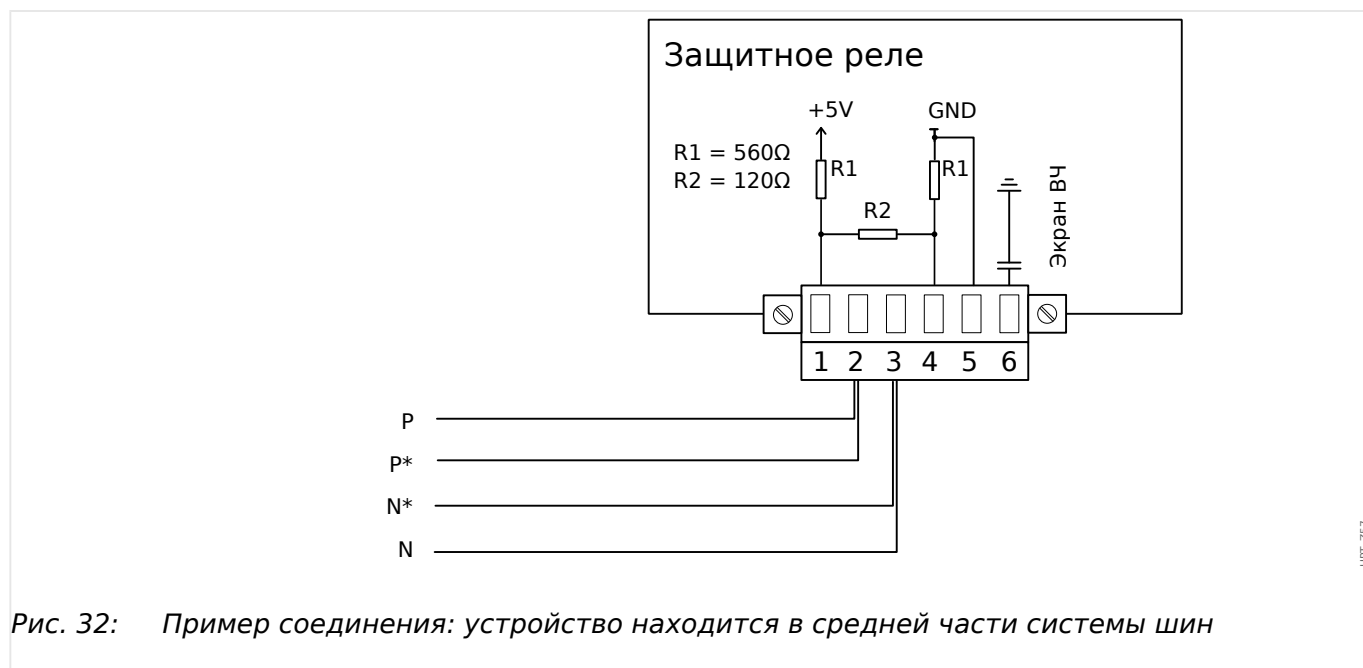 Защитное реле
+5V GND
R1 = 560Ω
R2 = 120Ω
R1 R1
R2
Экран ВЧ
1 2 3 4 5 6
P
P*
N*
N
Рис. 32: Пример соединения: устройство находится в средней части системы шин